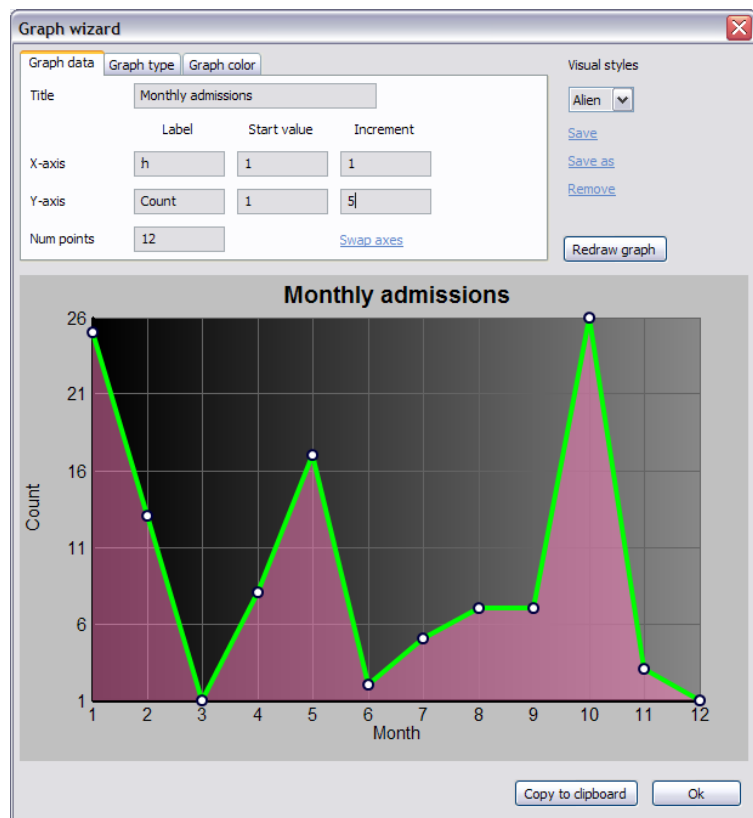 Graph wizard
Graph data Graph type Graph color
Visual styles
Title Monthly admissions
Alien
Label Start value Increment
Save
X-axis h 1 1
Save as
Y-axis Count 1 5
Remove
Num points 12 Swap axes
Redraw graph
Monthly admissions
26
21
16
11
6
1
Count
1 2 3 4 5 6 7 8 9 10 11 12
Month
Copy to clipboard Ok